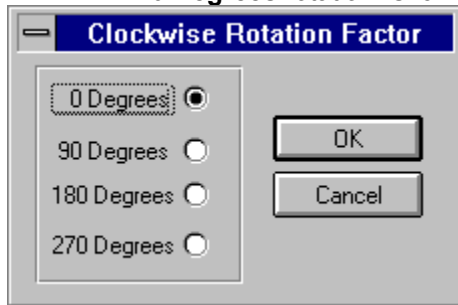 Clockwise Rotation Factor
0 Degrees
90 Degrees
180 Degrees
270 Degrees
OK
Cancel